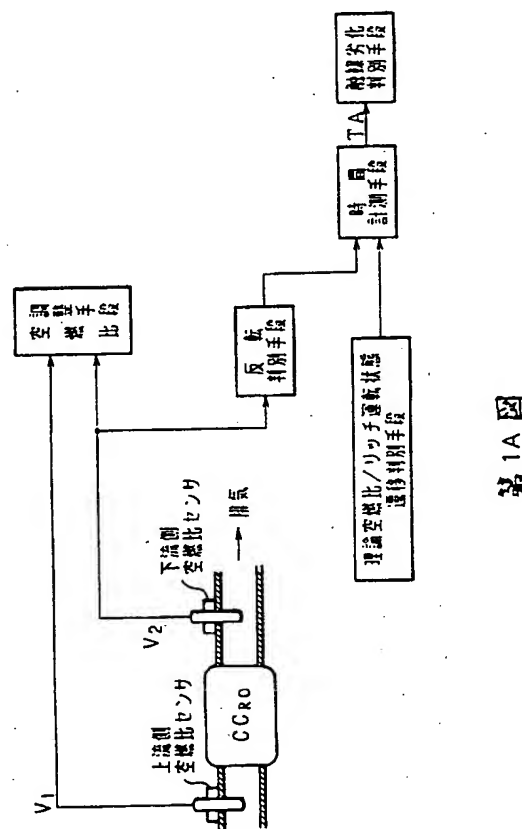 V1
上流側
空燃比センサ
CCRO
V2
下流側
空燃比センサ
排気
空燃比
調整手段
反転
判別手段
理論空燃比/リッチ運転状態
遷移判別手段
時間
計測手段
TA
触媒劣化
判別手段
第1A図